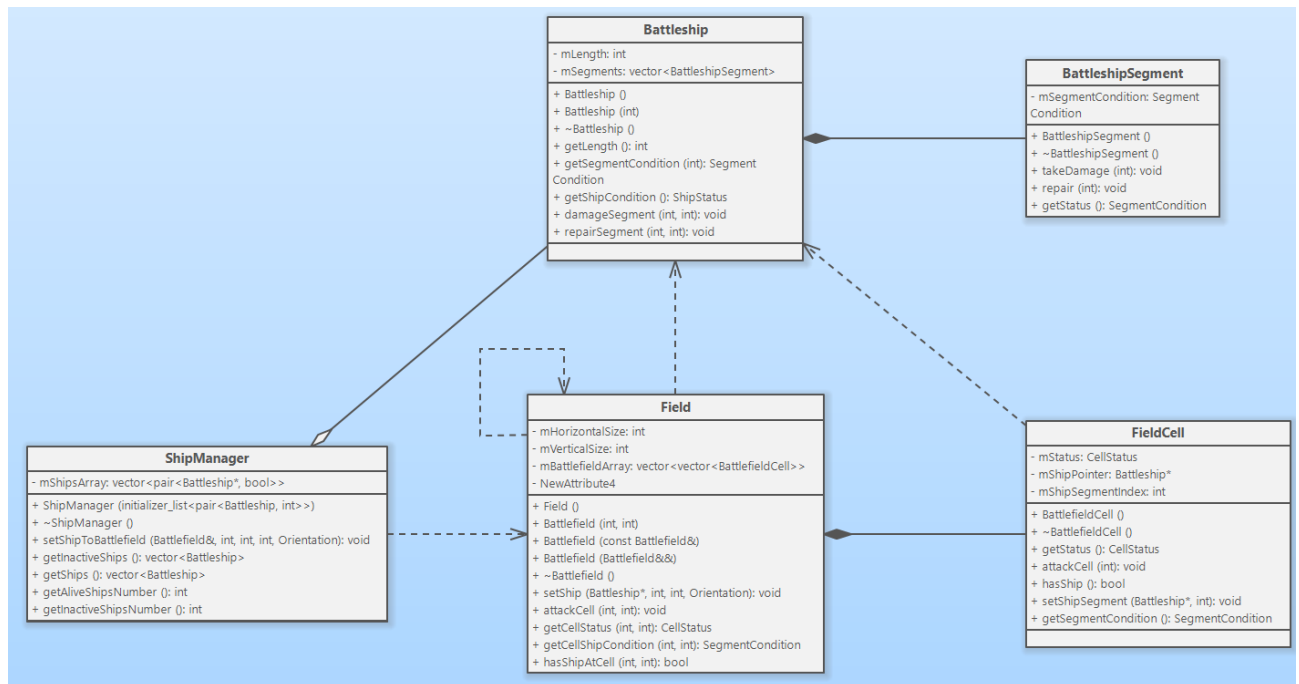 Battleship
- mLength: int
- mSegments: vector<BattleshipSegment>
+ Battleship ()
+ Battleship (int)
+ ~Battleship ()
+ getLength (): int
+ getSegmentCondition (int): Segment
Condition
+ getShipCondition (): ShipStatus
+ damageSegment (int, int): void
+ repairSegment (int, int): void
BattleshipSegment
- mSegmentCondition: Segment
Condition
+ BattleshipSegment ()
+ ~BattleshipSegment ()
+ takeDamage (int): void
+ repair (int): void
+ getStatus (): SegmentCondition
ShipManager
- mShipsArray: vector<pair<Battleship*, bool>>
+ ShipManager (initializer_list<pair<Battleship, int>>)
+ ~ShipManager ()
+ setShipToBattlefield (Battlefield&, int, int, int, Orientation): void
+ getInactiveShips (): vector<Battleship>
+ getShips (): vector<Battleship>
+ getAliveShipsNumber (): int
+ getInactiveShipsNumber (): int
Field
- mHorizontalSize: int
- mVerticalSize: int
- mBattlefieldArray: vector<vector<BattlefieldCell>>
- NewAttribute4
+ Field ()
+ Battlefield (int, int)
+ Battlefield (const Battlefield&)
+ Battlefield (Battlefield&&)
+ ~Battlefield ()
+ setShip (Battleship*, int, int, Orientation): void
+ attackCell (int, int): void
+ getCellStatus (int, int): CellStatus
+ getCellShipCondition (int, int): SegmentCondition
+ hasShipAtCell (int, int): bool
FieldCell
- mStatus: CellStatus
- mShipPointer: Battleship*
- mShipSegmentIndex: int
+ BattlefieldCell ()
+ ~BattlefieldCell ()
+ getStatus (): CellStatus
+ attackCell (int): void
+ hasShip (): bool
+ setShipSegment (Battleship*, int): void
+ getSegmentCondition (): SegmentCondition